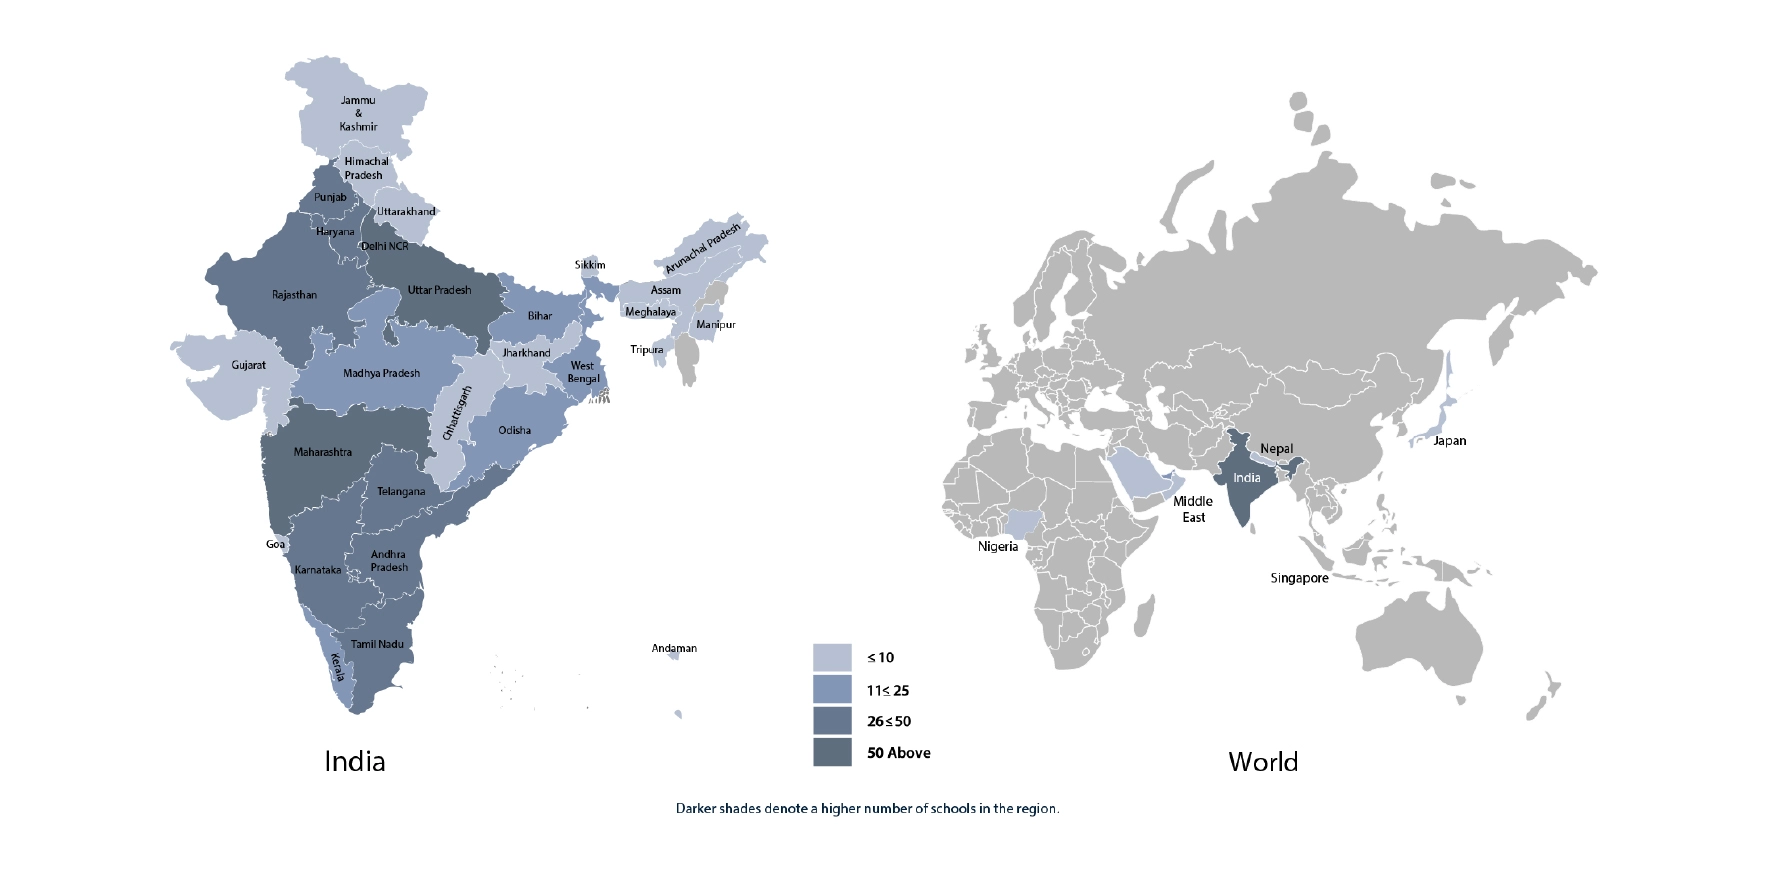 Jammu
&
Kashmir
Himachal
Pradesh
Punjab
Uttarakhand
Haryana
Delhi NCR
Arunachal Pradesh
Sikkim
Rajasthan
Uttar Pradesh
Assam
Bihar
Meghalaya
Manipur
Gujarat
Madhya Pradesh
Jharkhand
Tripura
West
Bengal
Chhattisgarh
Odisha
Maharashtra
Telangana
Goa
Karnataka
Andhra
Pradesh
Tamil Nadu
Kerala
Andaman
India
≤ 10
11≤ 25
26≤50
50 Above
Japan
Nepal
India
Middle
East
Nigeria
Singapore
World
Darker shades denote a higher number of schools in the region.